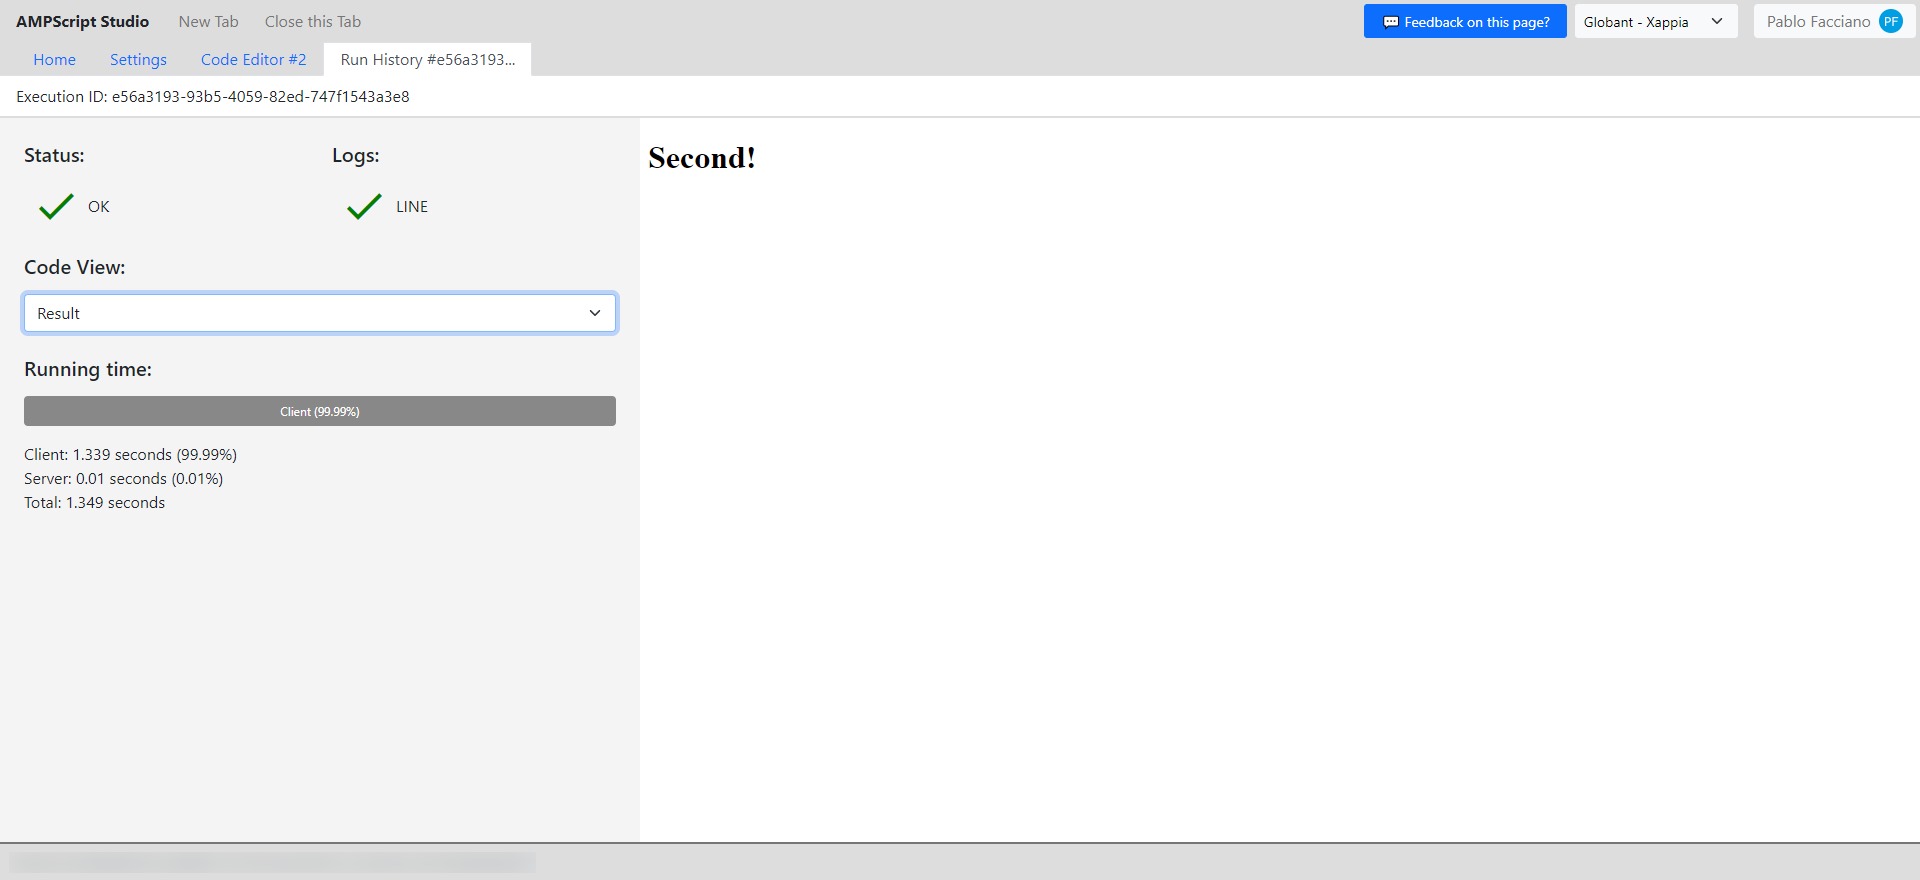 AMPScript Studio New Tab Close this Tab
Feedback on this page? Globant - Xappia Pablo Facciano PF
Home Settings Code Editor #2 Run History #e56a3193...
Execution ID: e56a3193-93b5-4059-82ed-747f1543a3e8
Status: Logs:
OK LINE
Code View:
Result
Running time:
Client (99.99%)
Client: 1.339 seconds (99.99%)
Server: 0.01 seconds (0.01%)
Total: 1.349 seconds
Second!